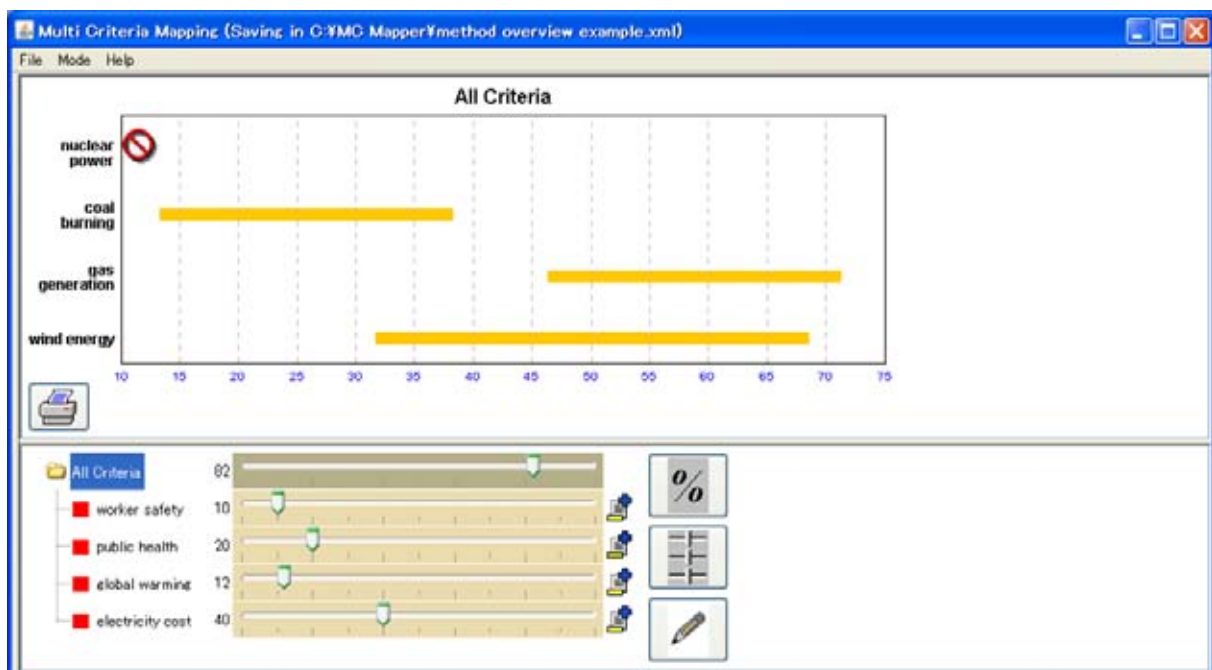 Multi Criteria Mapping (Saving in C:¥MC Mapper¥method overview example.xml)
File Mode Help
All Criteria
nuclear
power
coal
burning
gas
generation
wind energy
10 15 20 25 30 35 40 45 50 55 60 65 70 75
All Criteria 82
worker safety 10
public health 20
global warming 12
electricity cost 40
%